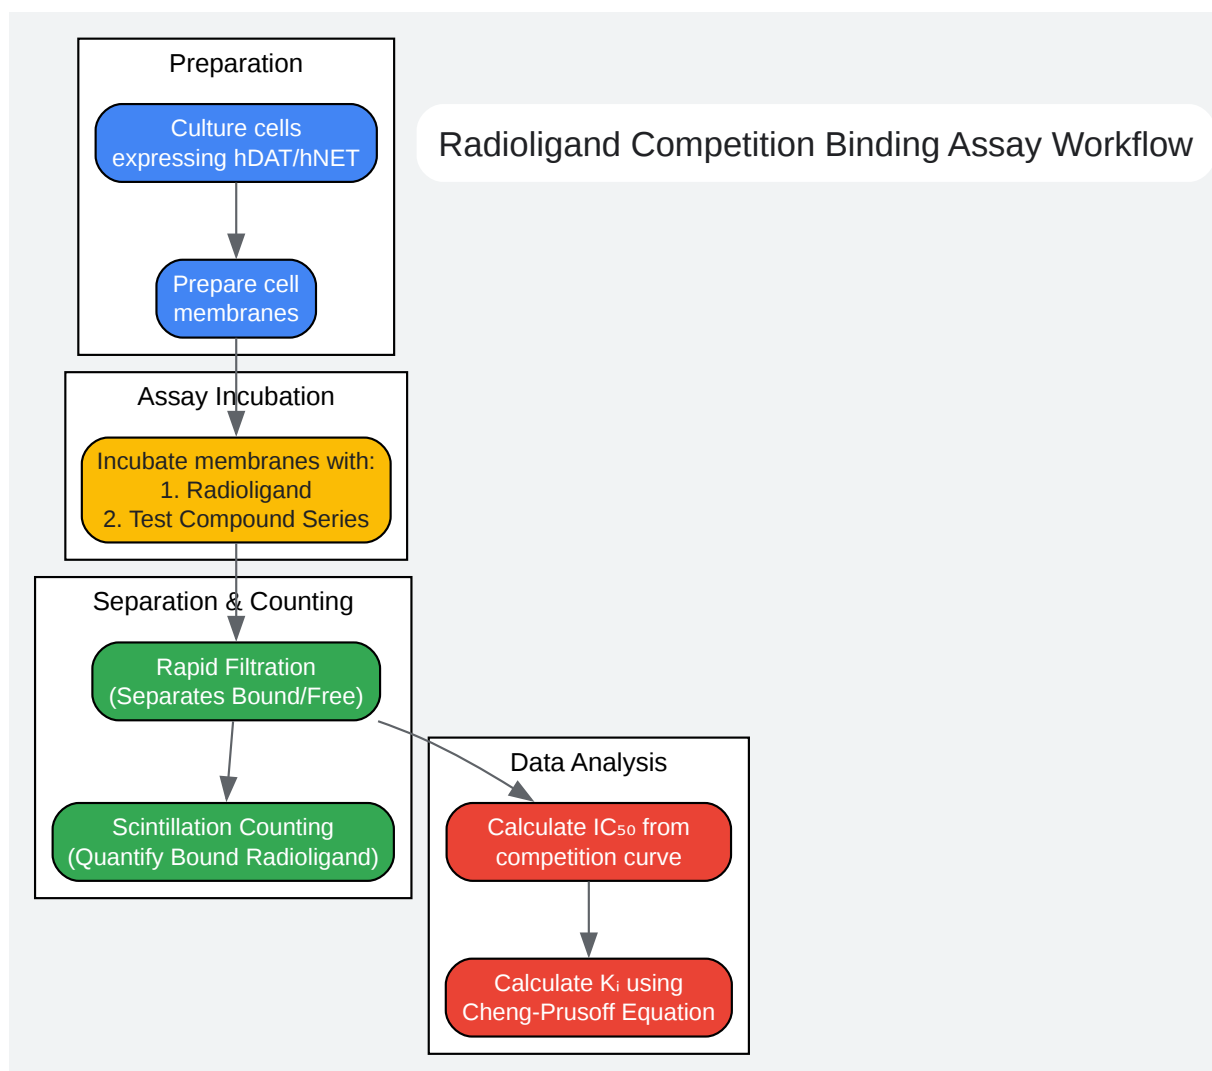 Preparation
Culture cells
expressing hDAT/hNET
Radioligand Competition Binding Assay Workflow
Prepare cell
membranes
Assay Incubation
Incubate membranes with:
1. Radioligand
2. Test Compound Series
Separation & Counting
Rapid Filtration
(Separates Bound/Free)
Scintillation Counting
(Quantify Bound Radioligand)
Data Analysis
Calculate IC₅₀ from
competition curve
Calculate Kᵢ using
Cheng-Prusoff Equation